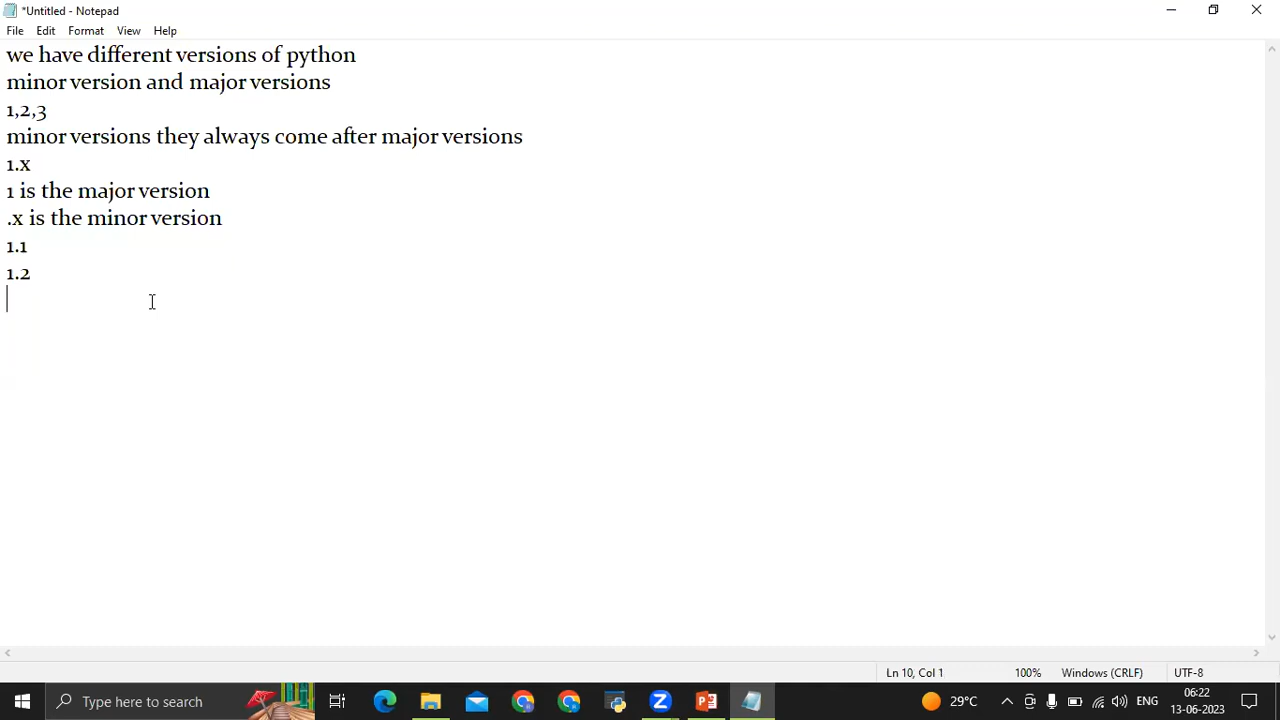 *Untitled - Notepad
File Edit Format View Help
we have different versions of python
minor version and major versions
1,2,3
minor versions they always come after major versions
1.x
1 is the major version
.x is the minor version
1.1
1.2
Ln 10, Col 1 100% Windows (CRLF) UTF-8
Type here to search 29°C ENG 06:22
13-06-2023